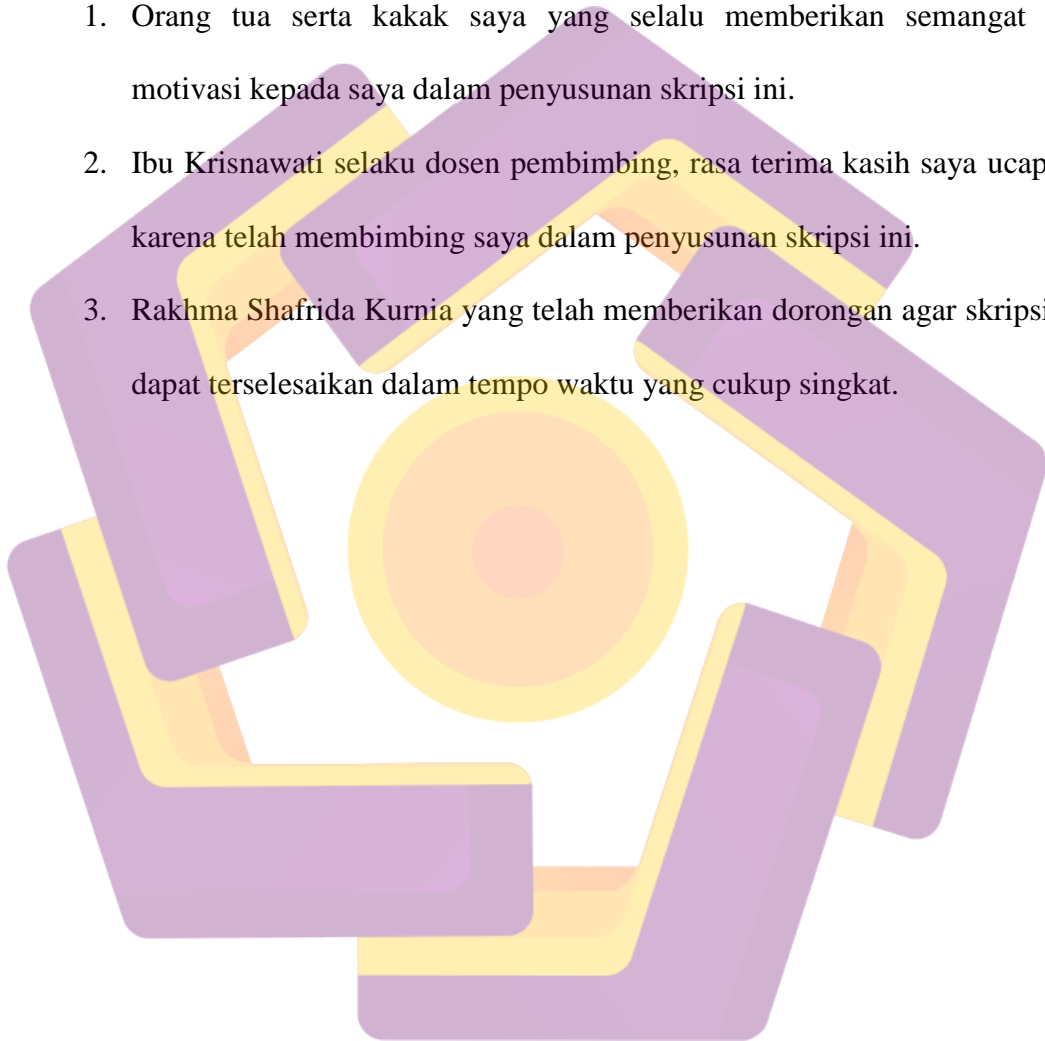 1. Orang tua serta kakak saya yang selalu memberikan semangat
motivasi kepada saya dalam penyusunan skripsi ini.
2. Ibu Krisnawati selaku dosen pembimbing, rasa terima kasih saya ucap
karena telah membimbing saya dalam penyusunan skripsi ini.
3. Rakhma Shafrida Kurnia yang telah memberikan dorongan agar skripsi
dapat terselesaikan dalam tempo waktu yang cukup singkat.